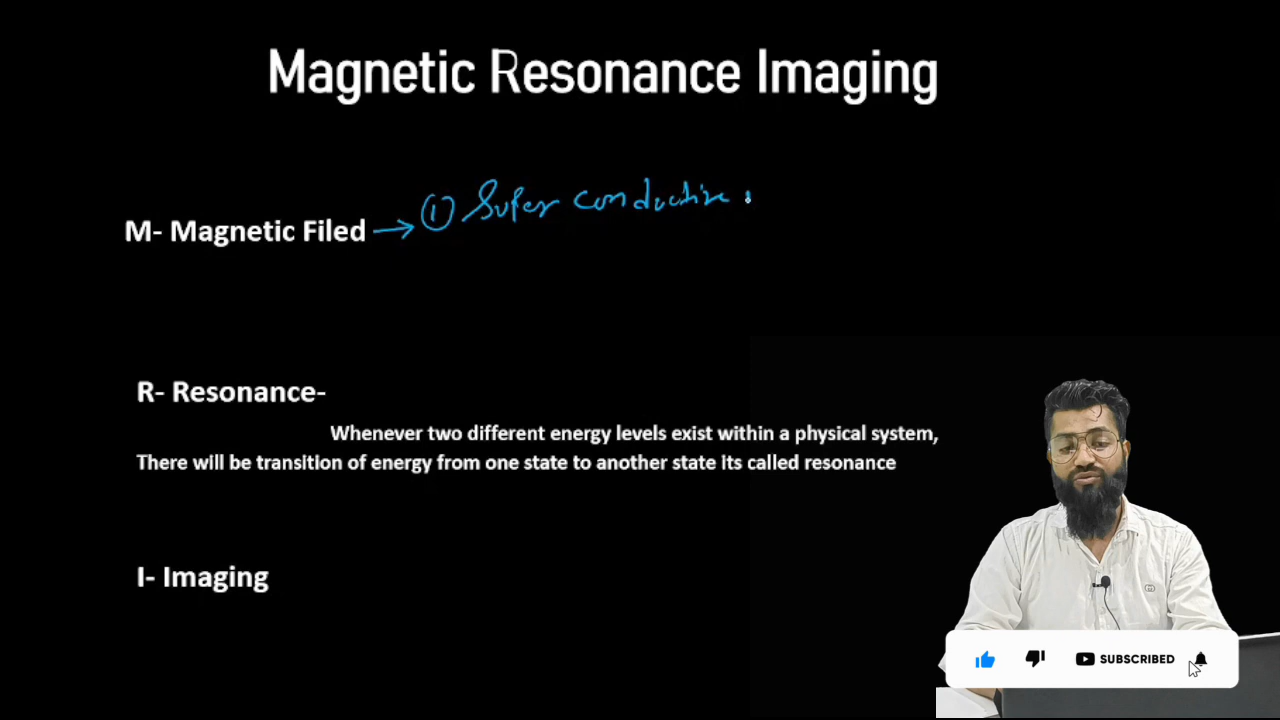 Magnetic Resonance Imaging
M- Magnetic Filed → ① Super conductive
R- Resonance-
Whenever two different energy levels exist within a physical system,
There will be transition of energy from one state to another state its called resonance
I- Imaging
SUBSCRIBED